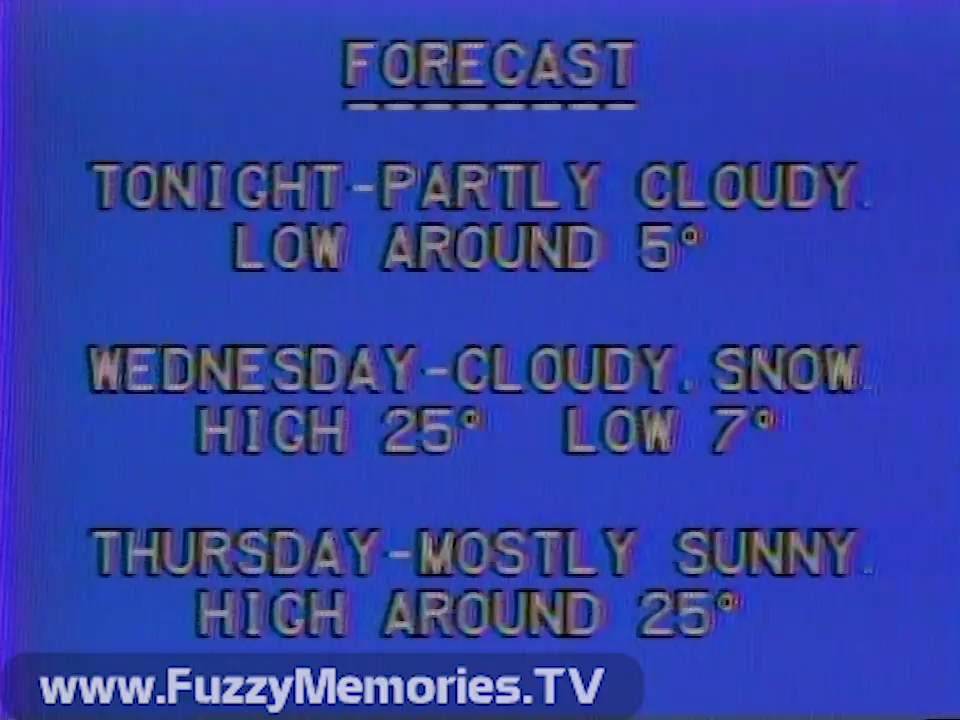 FORECAST
--------
TONIGHT-PARTLY CLOUDY.
LOW AROUND 5°
WEDNESDAY-CLOUDY. SNOW.
HIGH 25° LOW 7°
THURSDAY-MOSTLY SUNNY.
HIGH AROUND 25°
www.FuzzyMemories.TV